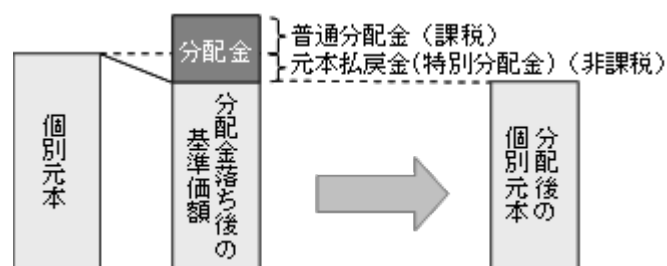 分配金
普通分配金（課税）
元本払戻金(特別分配金)（非課税）
個別元本
分配金落ち後の
基準価額
分配後の
個別元本